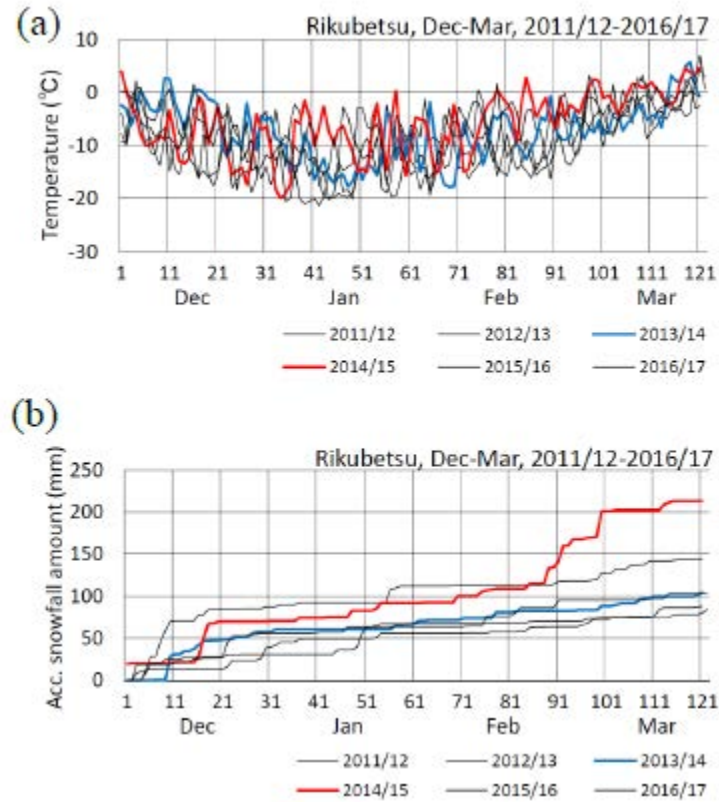 (a)
Rikubetsu, Dec-Mar, 2011/12-2016/17
Temperature (℃)
10
0
-10
-20
-30
1 11 21 31 41 51 61 71 81 91 101 111 121
Dec Jan Feb Mar
2011/12 2012/13 2013/14
2014/15 2015/16 2016/17
(b)
Rikubetsu, Dec-Mar, 2011/12-2016/17
Acc. snowfall amount (mm)
250
200
150
100
50
0
1 11 21 31 41 51 61 71 81 91 101 111 121
Dec Jan Feb Mar
2011/12 2012/13 2013/14
2014/15 2015/16 2016/17